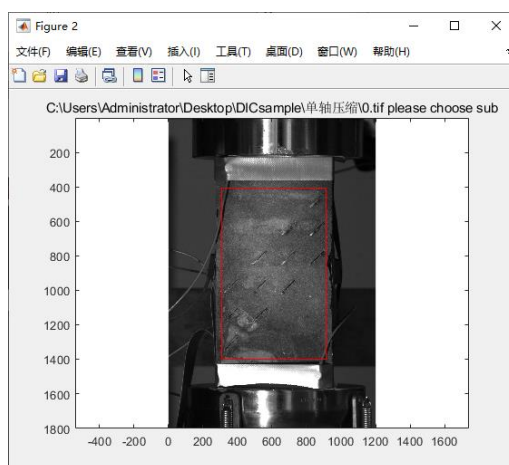 Figure 2
文件(F) 编辑(E) 查看(V) 插入(I) 工具(T) 桌面(D) 窗口(W) 帮助(H)
C:\Users\Administrator\Desktop\DICsample\单轴压缩\0.tif please choose sub
200
400
600
800
1000
1200
1400
1600
1800
-400 -200 0 200 400 600 800 1000 1200 1400 1600